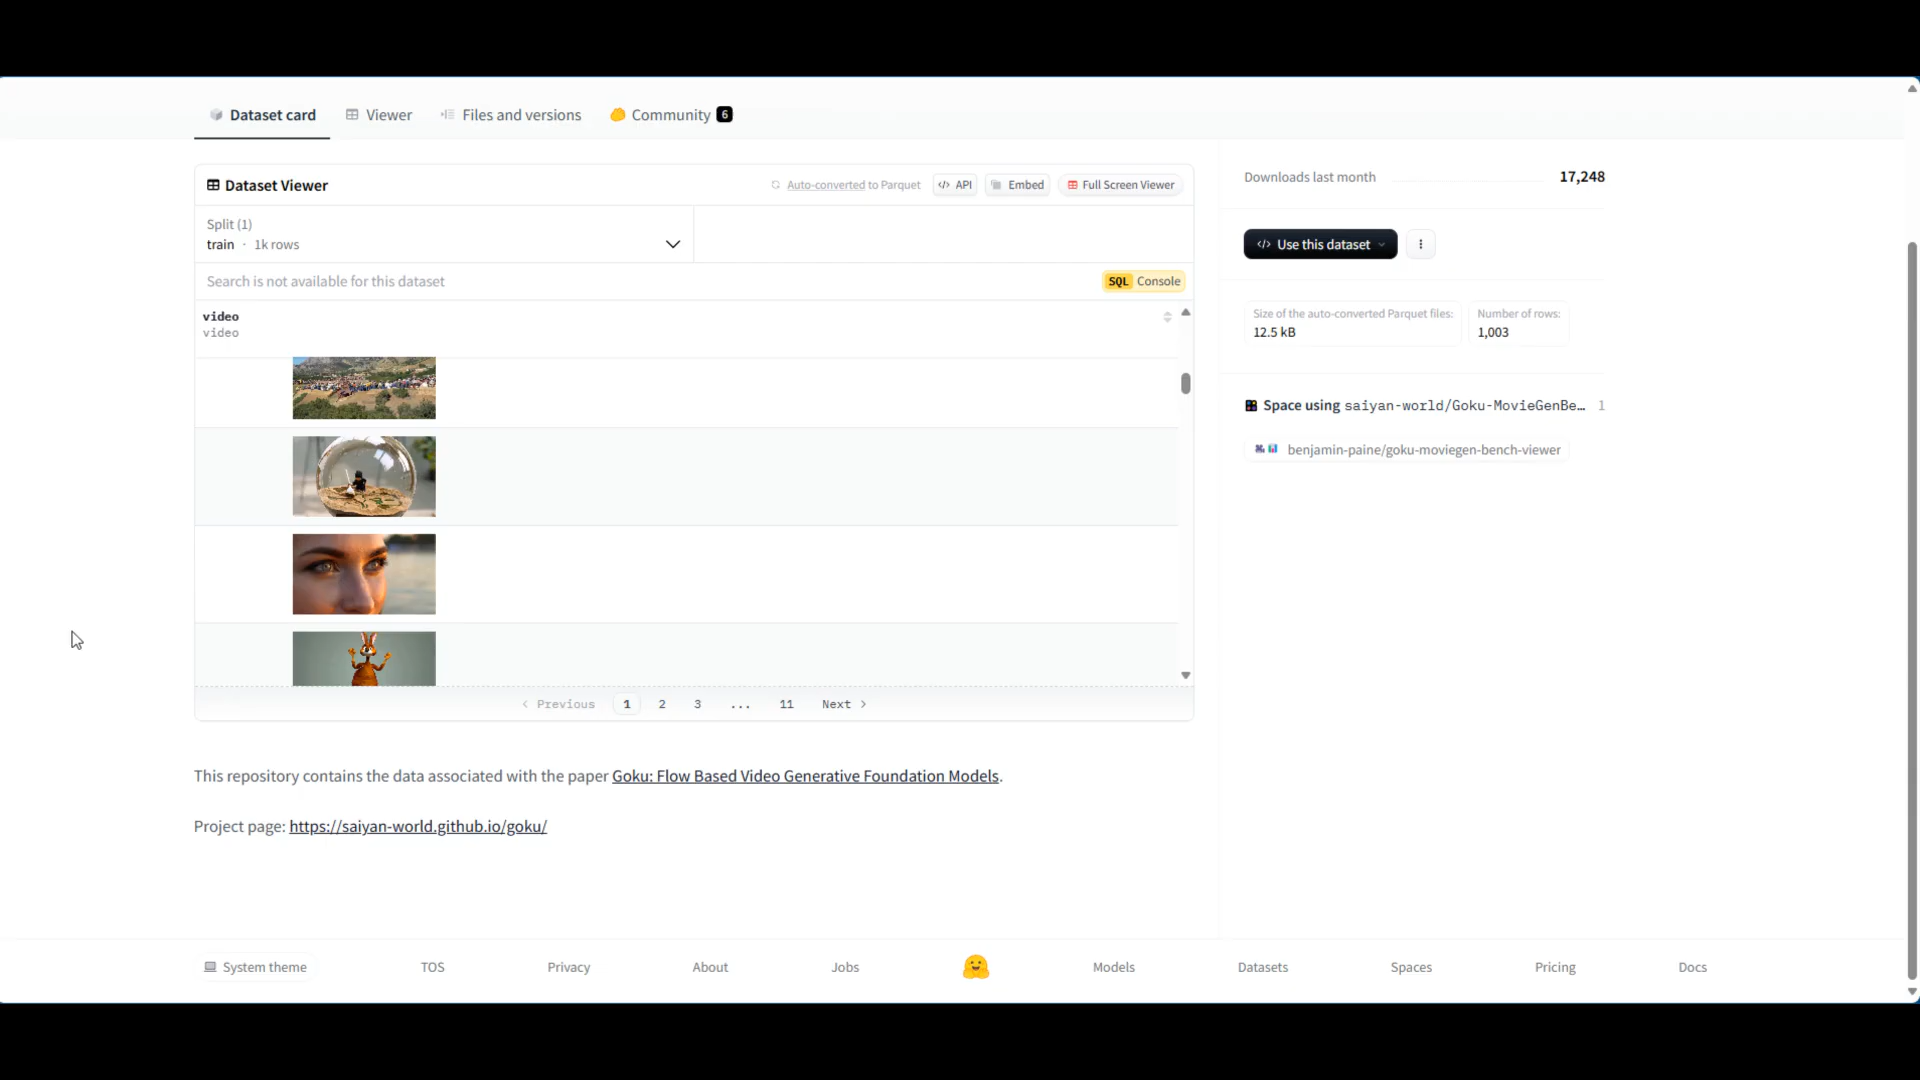 Dataset card
Viewer
Files and versions
Community 6
Dataset Viewer
Auto-converted to Parquet
API
Embed
Full Screen Viewer
Split (1)
train · 1k rows
Search is not available for this dataset
SQL Console
video
video
< Previous 1 2 3 ... 11 Next >
This repository contains the data associated with the paper Goku: Flow Based Video Generative Foundation Models.
Project page: https://saiyan-world.github.io/goku/
Downloads last month 17,248
</> Use this dataset
Size of the auto-converted Parquet files:
12.5 kB
Number of rows:
1,003
Space using saiyan-world/Goku-MovieGenBe... 1
benjamin-paine/goku-moviegen-bench-viewer
System theme
TOS
Privacy
About
Jobs
Models
Datasets
Spaces
Pricing
Docs